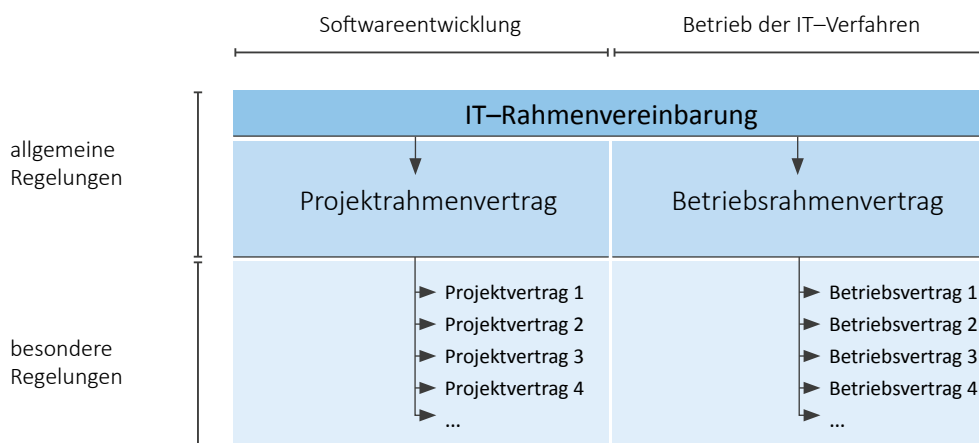 Softwareentwicklung
Betrieb der IT–Verfahren
IT–Rahmenvereinbarung
allgemeine
Regelungen
Projektrahmenvertrag
Betriebsrahmenvertrag
besondere
Regelungen
Projektvertrag 1
Projektvertrag 2
Projektvertrag 3
Projektvertrag 4
...
Betriebsvertrag 1
Betriebsvertrag 2
Betriebsvertrag 3
Betriebsvertrag 4
...